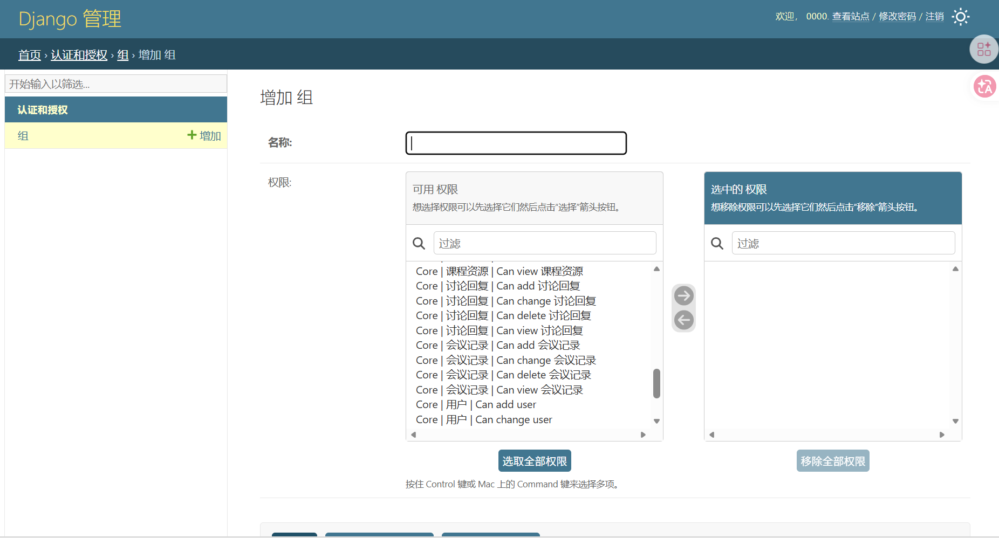 Django 管理
欢迎， 0000. 查看站点 / 修改密码 / 注销
首页 › 认证和授权 › 组 › 增加 组
开始输入以筛选...
认证和授权
组
增加
增加 组
名称:
权限:
可用 权限
想选择权限可以先选择它们然后点击“选择”箭头按钮。
过滤
Core | 课程资源 | Can view 课程资源
Core | 讨论回复 | Can add 讨论回复
Core | 讨论回复 | Can change 讨论回复
Core | 讨论回复 | Can delete 讨论回复
Core | 讨论回复 | Can view 讨论回复
Core | 会议记录 | Can add 会议记录
Core | 会议记录 | Can change 会议记录
Core | 会议记录 | Can delete 会议记录
Core | 会议记录 | Can view 会议记录
Core | 用户 | Can add user
Core | 用户 | Can change user
选取全部权限
按住 Control 键或 Mac 上的 Command 键来选择多项。
选中的 权限
想移除权限可以先选择它们然后点击“移除”箭头按钮。
过滤
移除全部权限